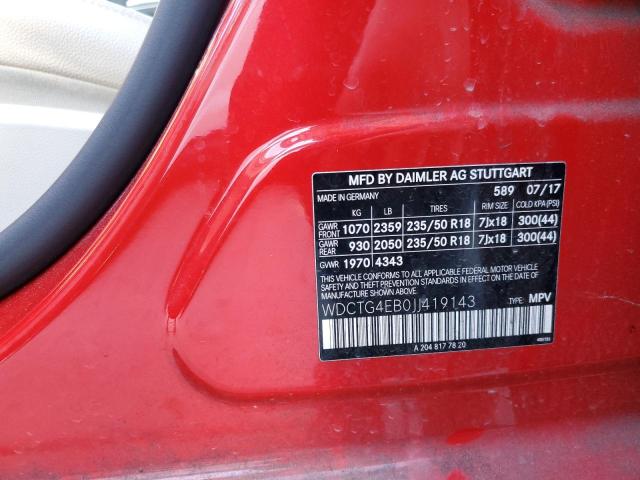 MFD BY DAIMLER AG STUTTGART
MADE IN GERMANY 589 07/17
KG LB TIRES RIM SIZE COLD KPA(PSI)
GAWR FRONT 1070 2359 235/50 R18 7Jx18 300(44)
GAWR REAR 930 2050 235/50 R18 7Jx18 300(44)
GVWR 1970 4343
THIS VEHICLE CONFORMS TO ALL APPLICABLE FEDERAL MOTOR VEHICLE
SAFETY STANDARDS IN EFFECT ON THE DATE OF MANUFACTURE SHOWN ABOVE.
WDCTG4EB0JJ419143 TYPE: MPV
A 204 817 78 20